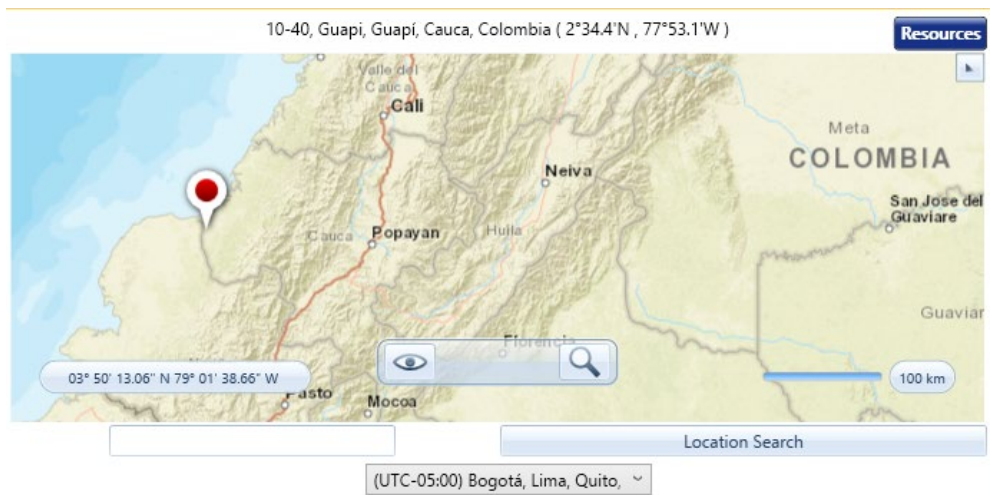 10-40, Guapi, Guapí, Cauca, Colombia ( 2°34.4'N , 77°53.1'W )
Resources
Valle del
Cauca
Cali
Meta
COLOMBIA
Neiva
San Jose del
Guaviare
Cauca
Popayan
Huila
Guaviar
Florencia
03° 50' 13.06" N 79° 01' 38.66" W
100 km
Pasto
Mocoa
Location Search
(UTC-05:00) Bogotá, Lima, Quito,